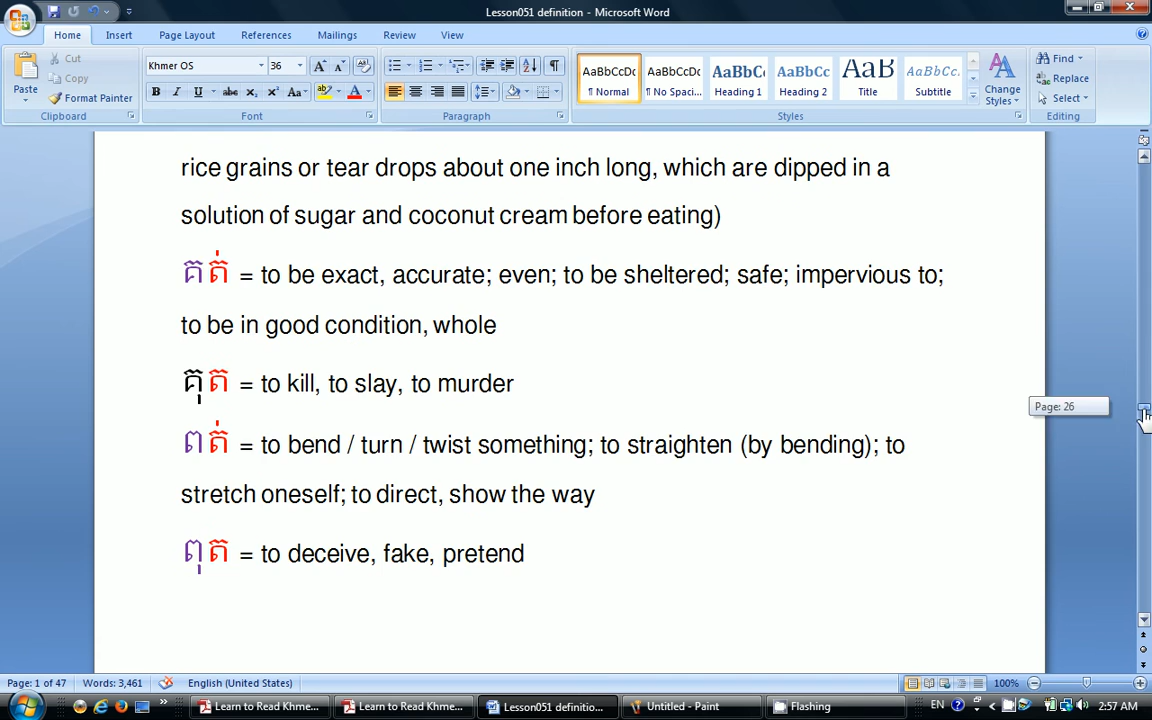 Lesson051 definition - Microsoft Word
Home Insert Page Layout References Mailings Review View
Paste Cut Copy Format Painter Clipboard
Khmer OS 36 Font
Paragraph
AaBbCcDc ¶ Normal AaBbCcDc ¶ No Spaci... AaBbC Heading 1 AaBbCc Heading 2 AaB Title AaBbCc. Subtitle Change Styles Styles
Find Replace Select Editing
rice grains or tear drops about one inch long, which are dipped in a
solution of sugar and coconut cream before eating)
គត់ = to be exact, accurate; even; to be sheltered; safe; impervious to;
to be in good condition, whole
គុត = to kill, to slay, to murder
Page: 26
ពត់ = to bend / turn / twist something; to straighten (by bending); to
stretch oneself; to direct, show the way
ពុត = to deceive, fake, pretend
Page: 1 of 47 Words: 3,461 English (United States) 100%
Learn to Read Khme... Learn to Read Khme... Lesson051 definitio... Untitled - Paint Flashing EN 2:57 AM